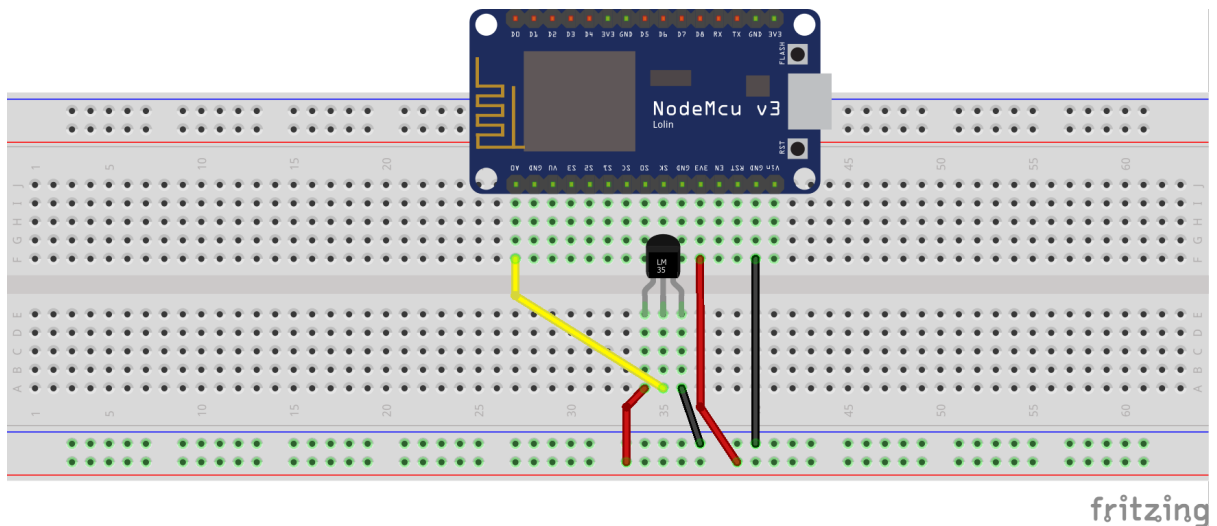 D0 D1 D2 D3 D4 3V3 GND D5 D6 D7 D8 RX TX GND 3V3
FLASH
NodeMcu v3
Lolin
RST
A0 GND VU S3 S2 S1 SC SO SK GND 3V3 EN RST GND Vin
1 5 10 15 20 25 45 50 55 60
J J
I I
H H
G G
F F
LM
35
E E
D D
C C
B B
A A
1 5 10 15 20 25 30 35 45 50 55 60
fritzing